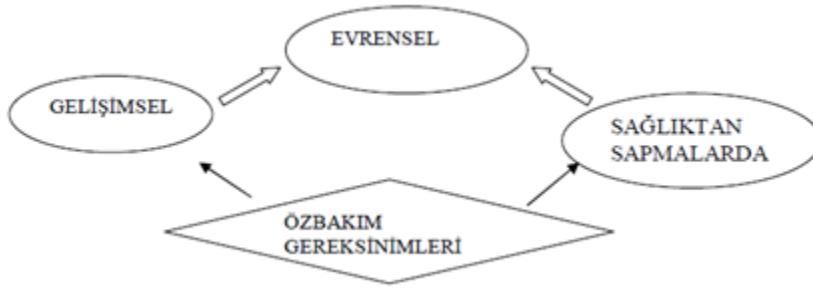 EVRENSEL
GELİŞİMSEL
SAĞLIKTAN
SAPMALARDA
ÖZBAKIM
GEREKSİNİMLERİ